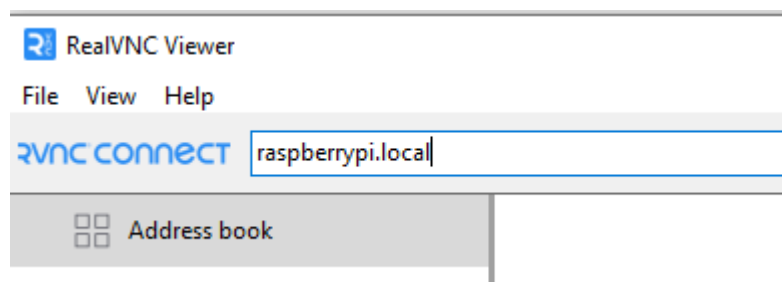 RealVNC Viewer
File View Help
RVNC CONNECT raspberrypi.local
Address book